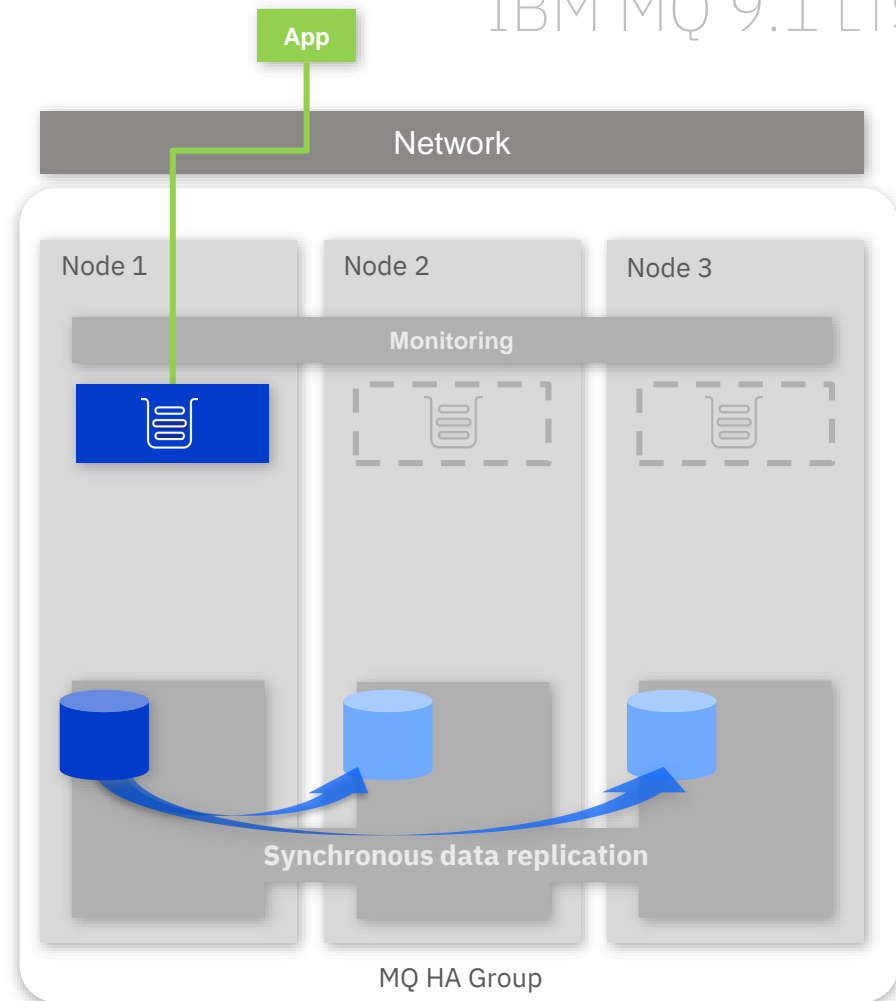 IBM MQ 9.1 LTS
App
Network
Node 1
Node 2
Node 3
Monitoring
Synchronous data replication
MQ HA Group